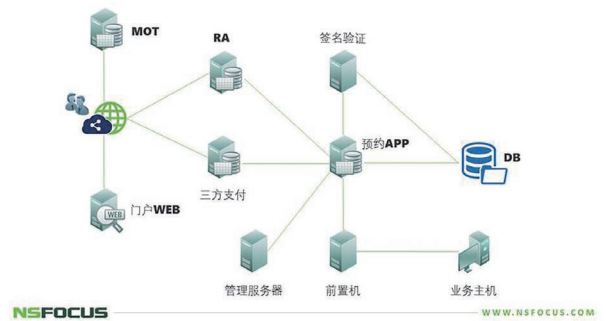 MOT
RA
签名验证
预约APP
DB
门户WEB
WEB
三方支付
管理服务器
前置机
业务主机
NSFOCUS
WWW.NSFOCUS.COM